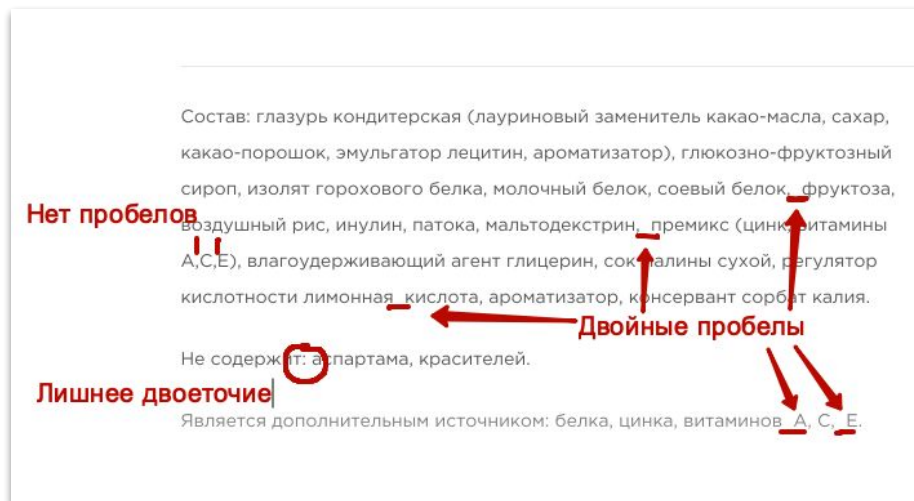 Состав: глазурь кондитерская (лауриновый заменитель какао-масла, сахар,
какао-порошок, эмульгатор лецитин, ароматизатор), глюкозно-фруктозный
сироп, изолят горохового белка, молочный белок, соевый белок,  фруктоза,
Нет пробелов
воздушный рис, инулин, патока, мальтодекстрин,  премикс (цинк, витамины
А,С,Е), влагоудерживающий агент глицерин, сок малины сухой, регулятор
кислотности лимонная  кислота, ароматизатор, консервант сорбат калия.
Двойные пробелы
Не содержит: аспартама, красителей.
Лишнее двоеточие
Является дополнительным источником: белка, цинка, витаминов  А, С,  Е.